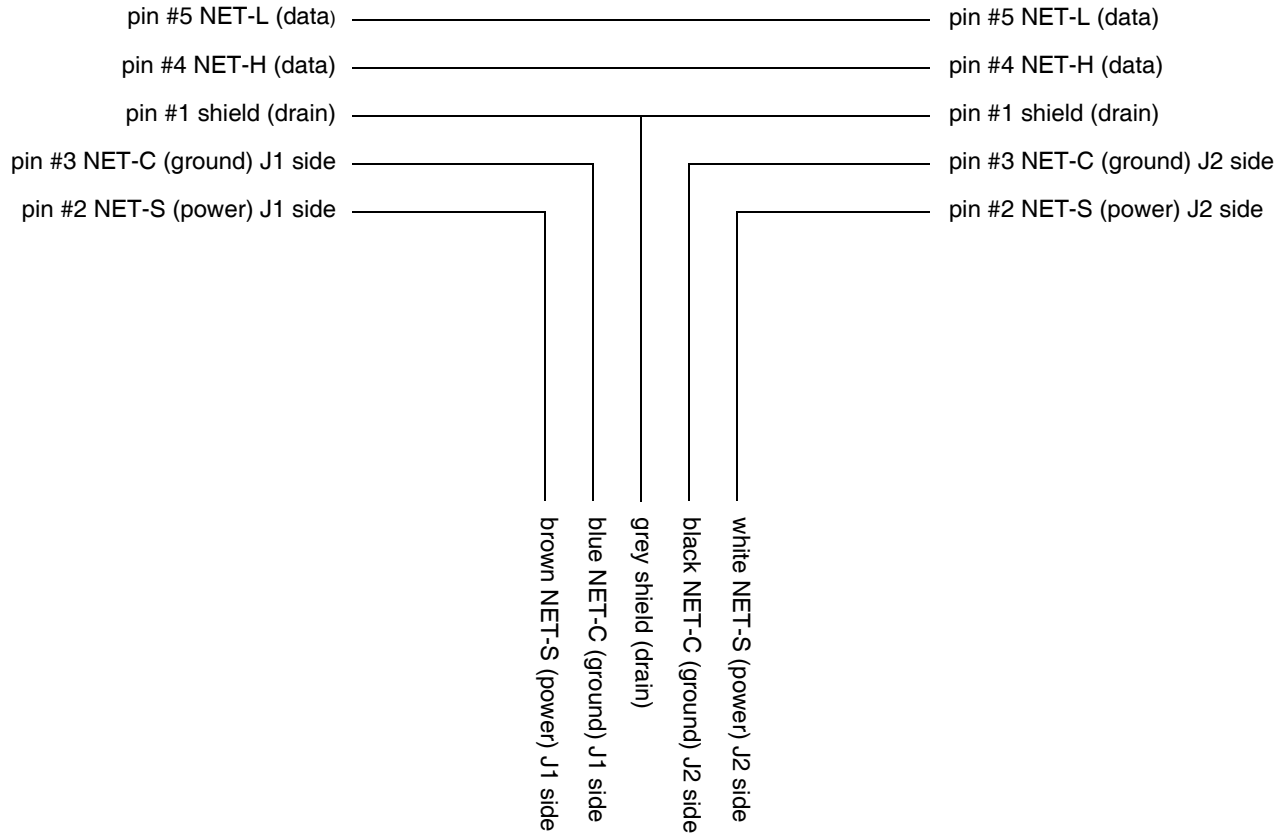 pin #5 NET-L (data)
pin #5 NET-L (data)
pin #4 NET-H (data)
pin #4 NET-H (data)
pin #1 shield (drain)
pin #1 shield (drain)
pin #3 NET-C (ground) J1 side
pin #3 NET-C (ground) J2 side
pin #2 NET-S (power) J1 side
pin #2 NET-S (power) J2 side
brown NET-S (power) J1 side
blue NET-C (ground) J1 side
grey shield (drain)
black NET-C (ground) J2 side
white NET-S (power) J2 side